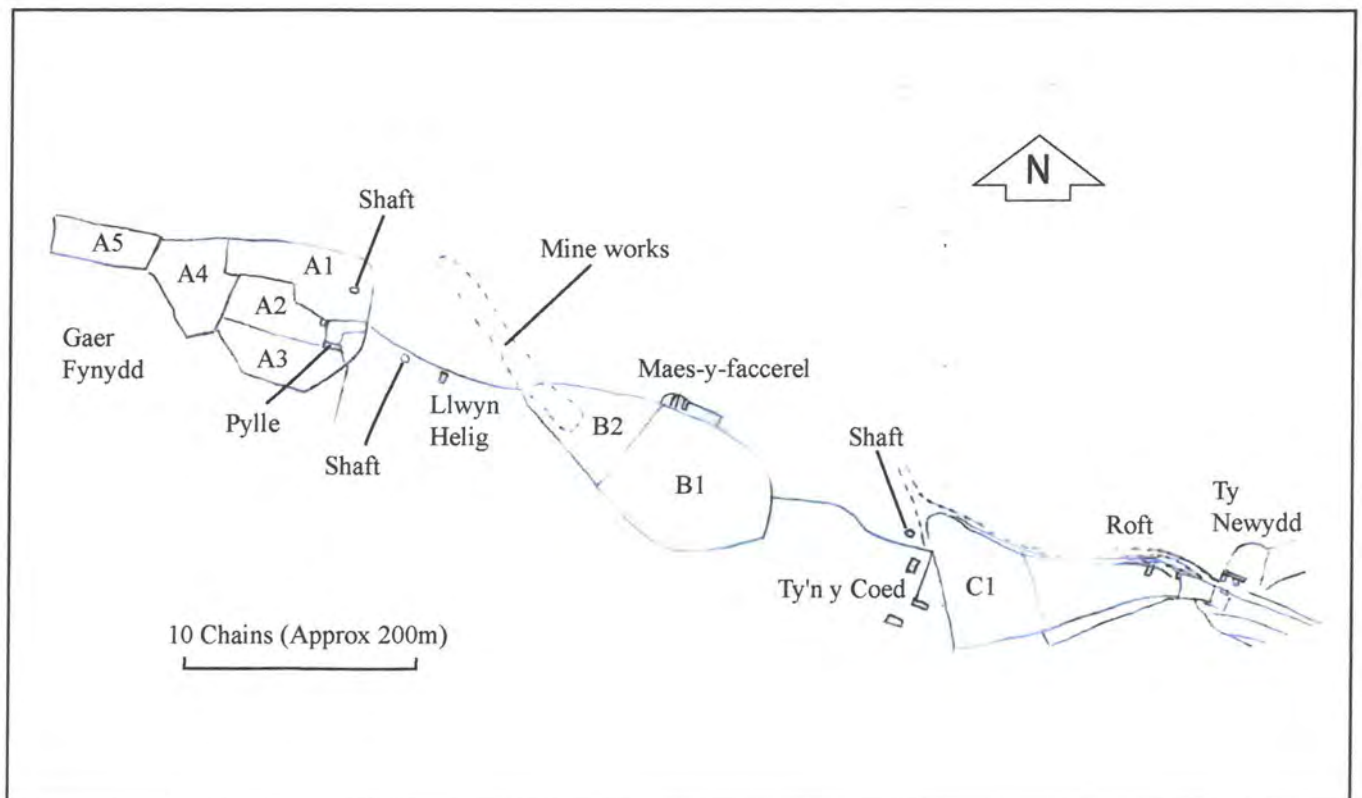 N
Shaft
Mine works
A5
A4
A1
A2
A3
Gaer
Fynydd
Pylle
Shaft
Llwyn
Helig
Maes-y-faccerel
B2
B1
Shaft
Ty'n y Coed
C1
Roft
Ty
Newydd
10 Chains (Approx 200m)